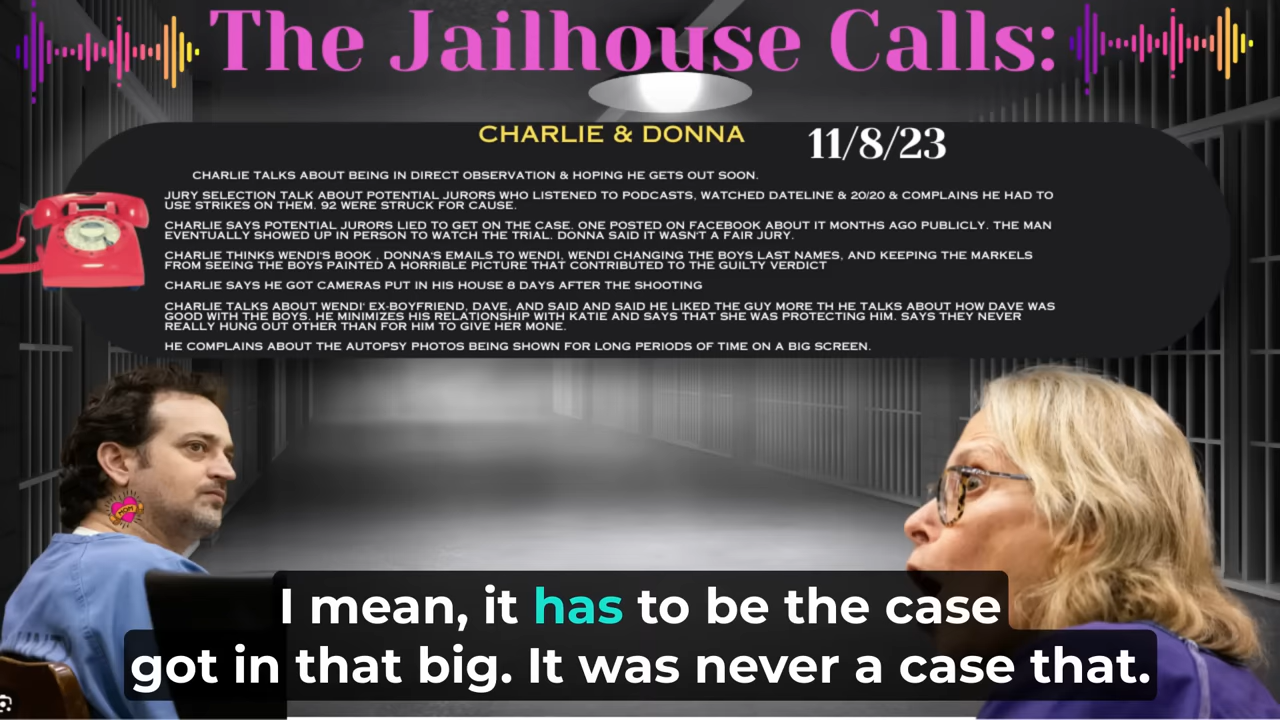 The Jailhouse Calls:
CHARLIE & DONNA
11/8/23
CHARLIE TALKS ABOUT BEING IN DIRECT OBSERVATION & HOPING HE GETS OUT SOON.
JURY SELECTION TALK ABOUT POTENTIAL JURORS WHO LISTENED TO PODCASTS, WATCHED DATELINE & 20/20 & COMPLAINS HE HAD TO
USE STRIKES ON THEM. 92 WERE STRUCK FOR CAUSE.
CHARLIE SAYS POTENTIAL JURORS LIED TO GET ON THE CASE. ONE POSTED ON FACEBOOK ABOUT IT MONTHS AGO PUBLICLY. THE MAN
EVENTUALLY SHOWED UP IN PERSON TO WATCH THE TRIAL. DONNA SAID IT WASN'T A FAIR JURY.
CHARLIE THINKS WENDI'S BOOK , DONNA'S EMAILS TO WENDI, WENDI CHANGING THE BOYS LAST NAMES, AND KEEPING THE MARKELS
FROM SEEING THE BOYS PAINTED A HORRIBLE PICTURE THAT CONTRIBUTED TO THE GUILTY VERDICT
CHARLIE SAYS HE GOT CAMERAS PUT IN HIS HOUSE 8 DAYS AFTER THE SHOOTING
CHARLIE TALKS ABOUT WENDI' EX-BOYFRIEND, DAVE, AND SAID AND SAID HE LIKED THE GUY MORE TH HE TALKS ABOUT HOW DAVE WAS
GOOD WITH THE BOYS. HE MINIMIZES HIS RELATIONSHIP WITH KATIE AND SAYS THAT SHE WAS PROTECTING HIM. SAYS THEY NEVER
REALLY HUNG OUT OTHER THAN FOR HIM TO GIVE HER MONE.
HE COMPLAINS ABOUT THE AUTOPSY PHOTOS BEING SHOWN FOR LONG PERIODS OF TIME ON A BIG SCREEN.
MOM
I mean, it has to be the case
got in that big. It was never a case that.